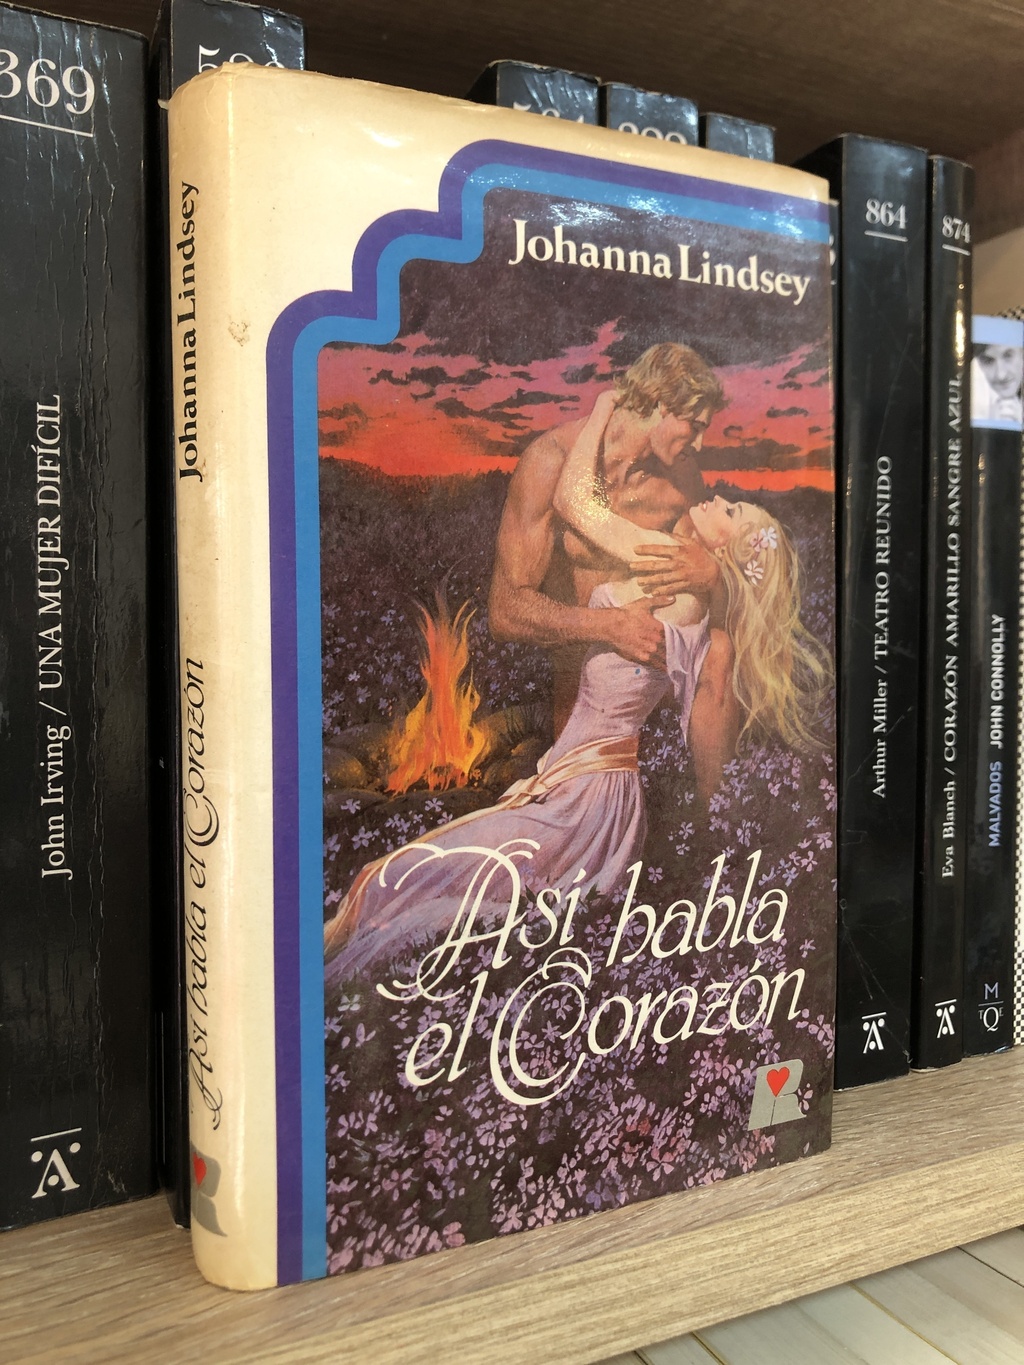 369
John Irving / UNA MUJER DIFÍCIL
Johanna Lindsey
Así habla el Corazón
R
Johanna Lindsey
Así habla
el Corazón
R
864
Arthur Miller / TEATRO REUNIDO
874
Eva Blanch / CORAZÓN AMARILLO SANGRE AZUL
MALVADOS JOHN CONNOLLY
M
TQE